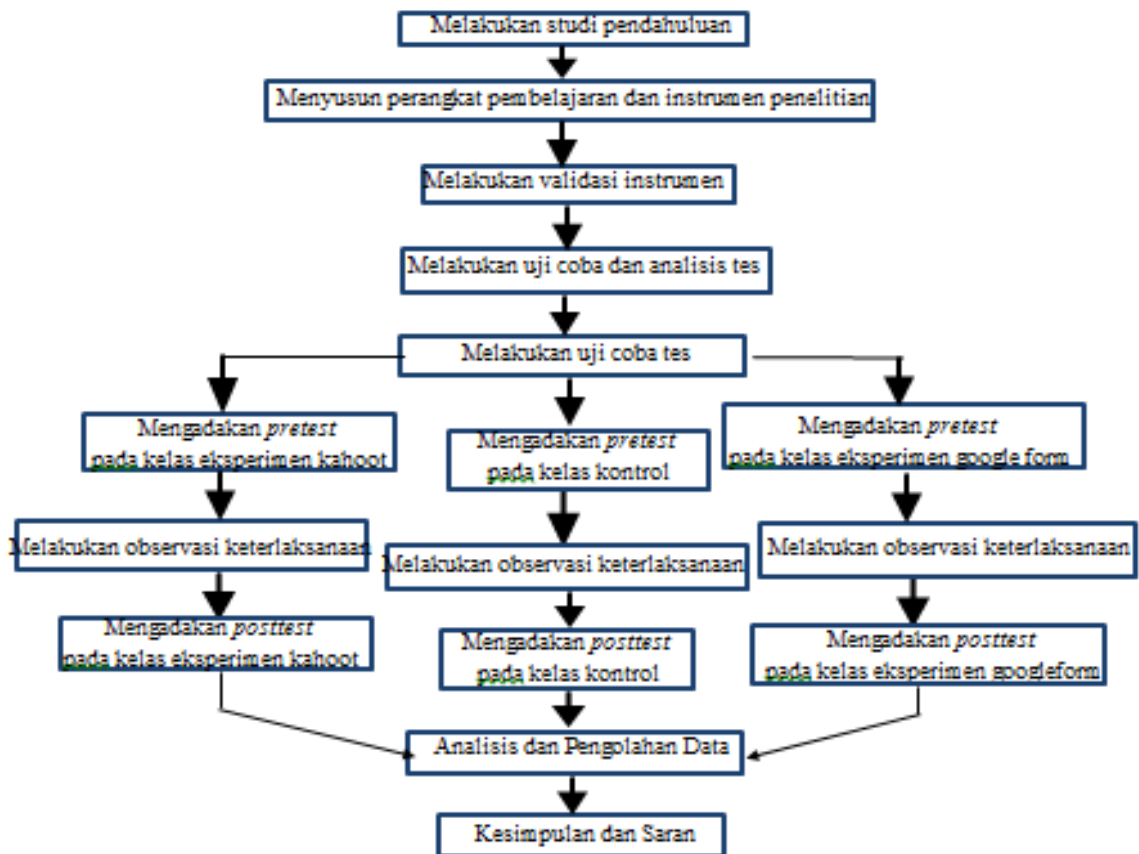 Melakukan studi pendahuluan
Menyusun perangkat pembelajaran dan instrumen penelitian
Melakukan validasi instrumen
Melakukan uji coba dan analisis tes
Melakukan uji coba tes
Mengadakan pretest
pada kelas eksperimen kahoot
Mengadakan pretest
pada kelas kontrol
Mengadakan pretest
pada kelas eksperimen google form
Melakukan observasi keterlaksanaan
Melakukan observasi keterlaksanaan
Melakukan observasi keterlaksanaan
Mengadakan posttest
pada kelas eksperimen kahoot
Mengadakan posttest
pada kelas kontrol
Mengadakan posttest
pada kelas eksperimen googleform
Analisis dan Pengolahan Data
Kesimpulan dan Saran